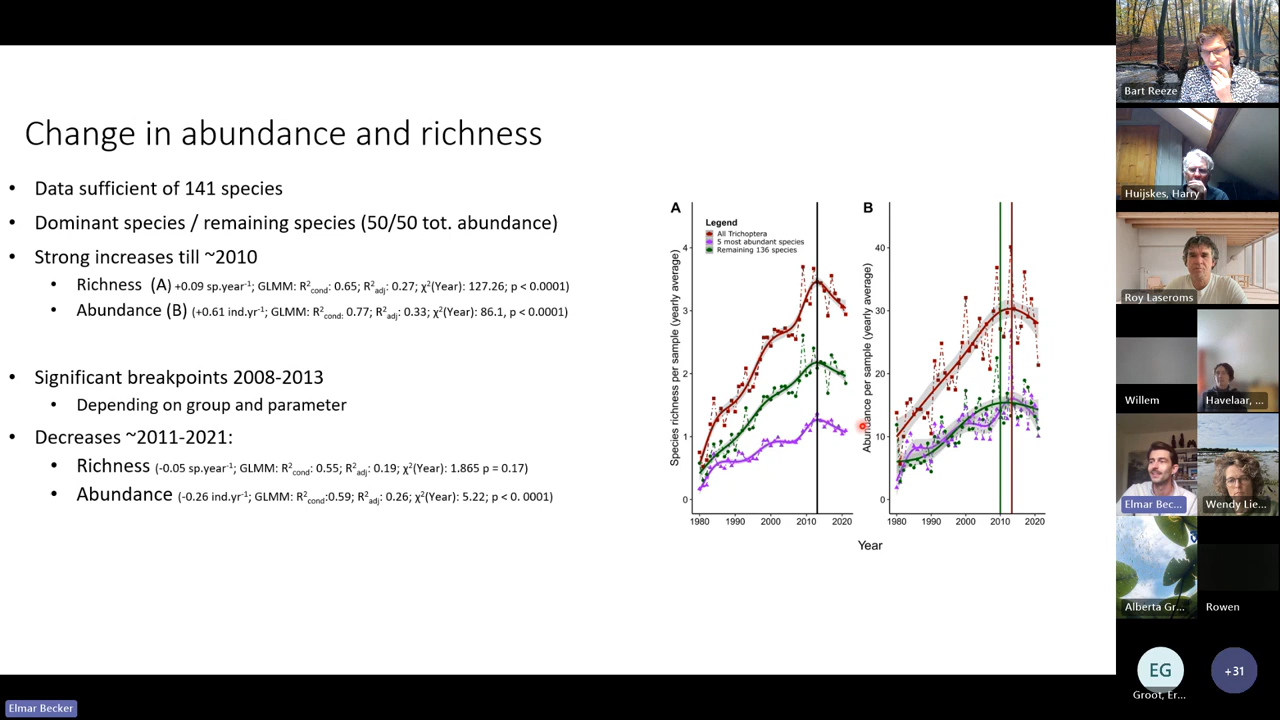 Change in abundance and richness
• Data sufficient of 141 species
• Dominant species / remaining species (50/50 tot. abundance)
• Strong increases till ~2010
• Richness (A) +0.09 sp.year⁻¹; GLMM: R²cond: 0.65; R²adj: 0.27; χ²(Year): 127.26; p < 0.0001)
• Abundance (B) (+0.61 ind.yr⁻¹; GLMM: R²cond: 0.77; R²adj: 0.33; χ²(Year): 86.1, p < 0.0001)
• Significant breakpoints 2008-2013
• Depending on group and parameter
• Decreases ~2011-2021:
• Richness (-0.05 sp.year⁻¹; GLMM: R²cond: 0.55; R²adj: 0.19; χ²(Year): 1.865 p = 0.17)
• Abundance (-0.26 ind.yr⁻¹; GLMM: R²cond:0.59; R²adj: 0.26; χ²(Year): 5.22; p < 0. 0001)
A
Legend
All Trichoptera
5 most abundant species
Remaining 136 species
Species richness per sample (yearly average)
4
3
2
1
0
1980 1990 2000 2010 2020
B
Abundance per sample (yearly average)
40
30
20
10
0
1980 1990 2000 2010 2020
Year
Bart Reeze
Huijskes, Harry
Roy Laseroms
Willem
Havelaar, ...
Elmar Bec...
Wendy Lie...
Alberta Gr...
Rowen
EG
Groot, Er...
+31
Elmar Becker